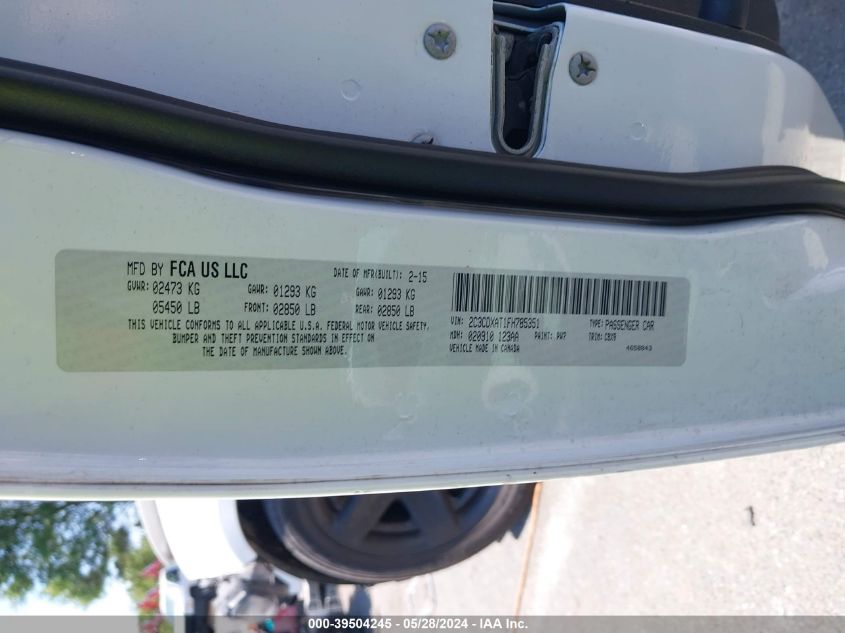 MFD BY FCA US LLC DATE OF MFR(BUILT): 2-15
GVWR: 02473 KG GAWR: 01293 KG GAWR: 01293 KG
05450 LB FRONT: 02850 LB REAR: 02850 LB
THIS VEHICLE CONFORMS TO ALL APPLICABLE U.S.A. FEDERAL MOTOR VEHICLE SAFETY,
BUMPER AND THEFT PREVENTION STANDARDS IN EFFECT ON
THE DATE OF MANUFACTURE SHOWN ABOVE.
VIN: 2C3CDXAT1FH785351 TYPE: PASSENGER CAR
MDH: 020910 123AA PAINT: PW7 TRIM: C8X9
VEHICLE MADE IN CANADA 4650843
000-39504245 - 05/28/2024 - IAA Inc.